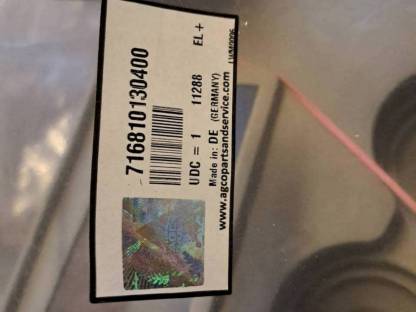 716810130400
UDC = 1 11288 EL+
Made in: DE (GERMANY)
www.agcopartsandservice.com